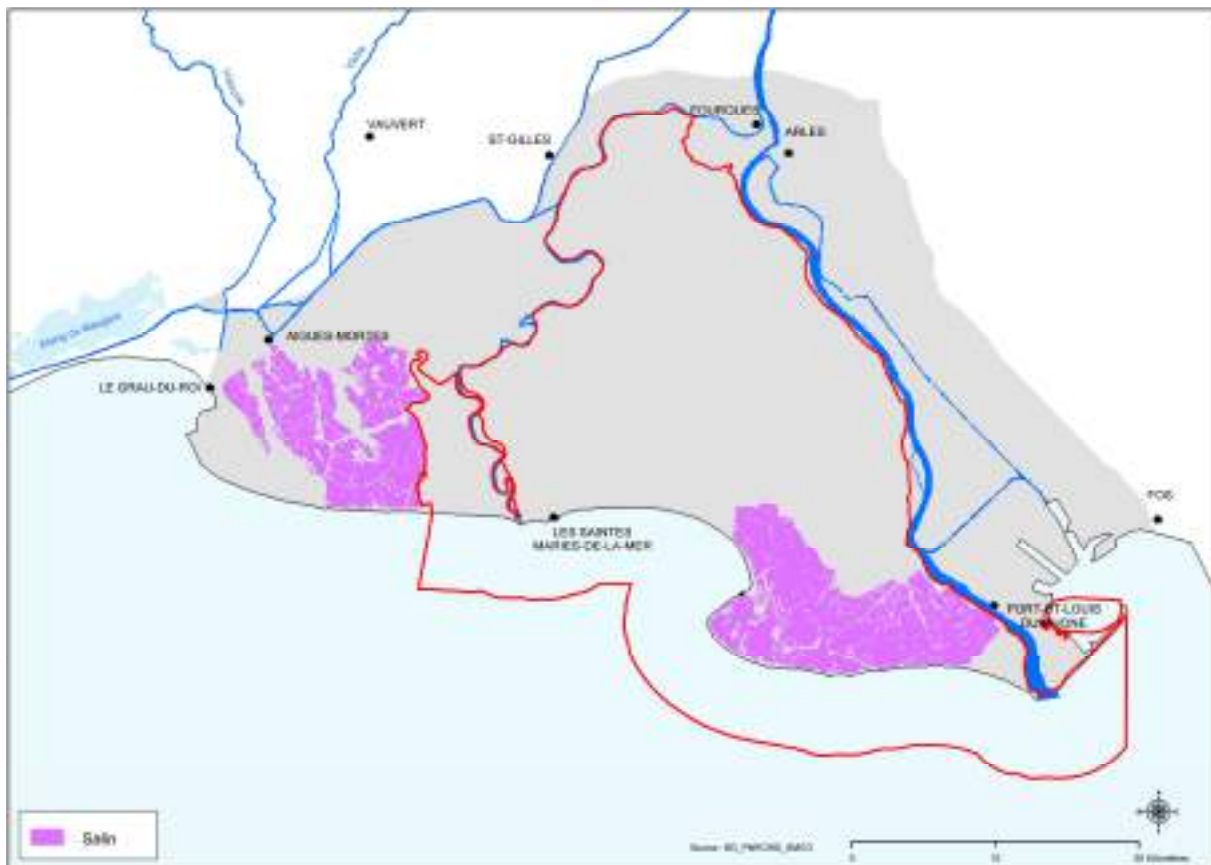 VAUVERT
FOURQUES
ST-GILLES
ARLES
AIGUES-MORTES
LE GRAU-DU-ROI
FOS
LES SAINTES
MARIES-DE-LA-MER
PORT-ST-LOUIS
DU-RHONE
Salin
0